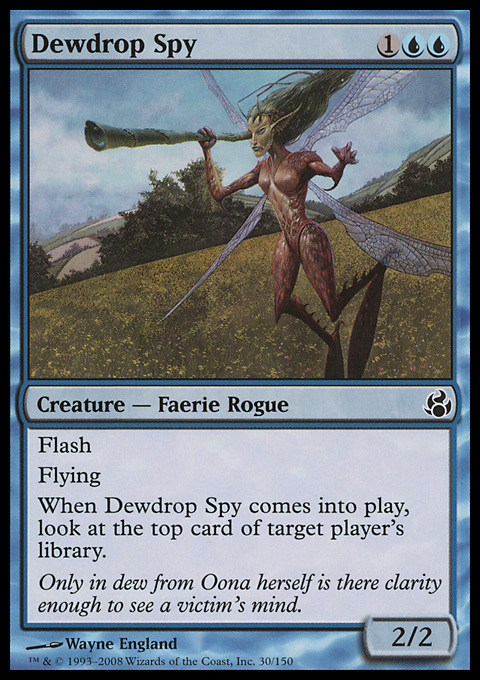 Dewdrop Spy 1
Creature — Faerie Rogue
Flash
Flying
When Dewdrop Spy comes into play,
look at the top card of target player's
library.
Only in dew from Oona herself is there clarity
enough to see a victim's mind.
2/2
Wayne England
™ & © 1993–2008 Wizards of the Coast, Inc. 30/150